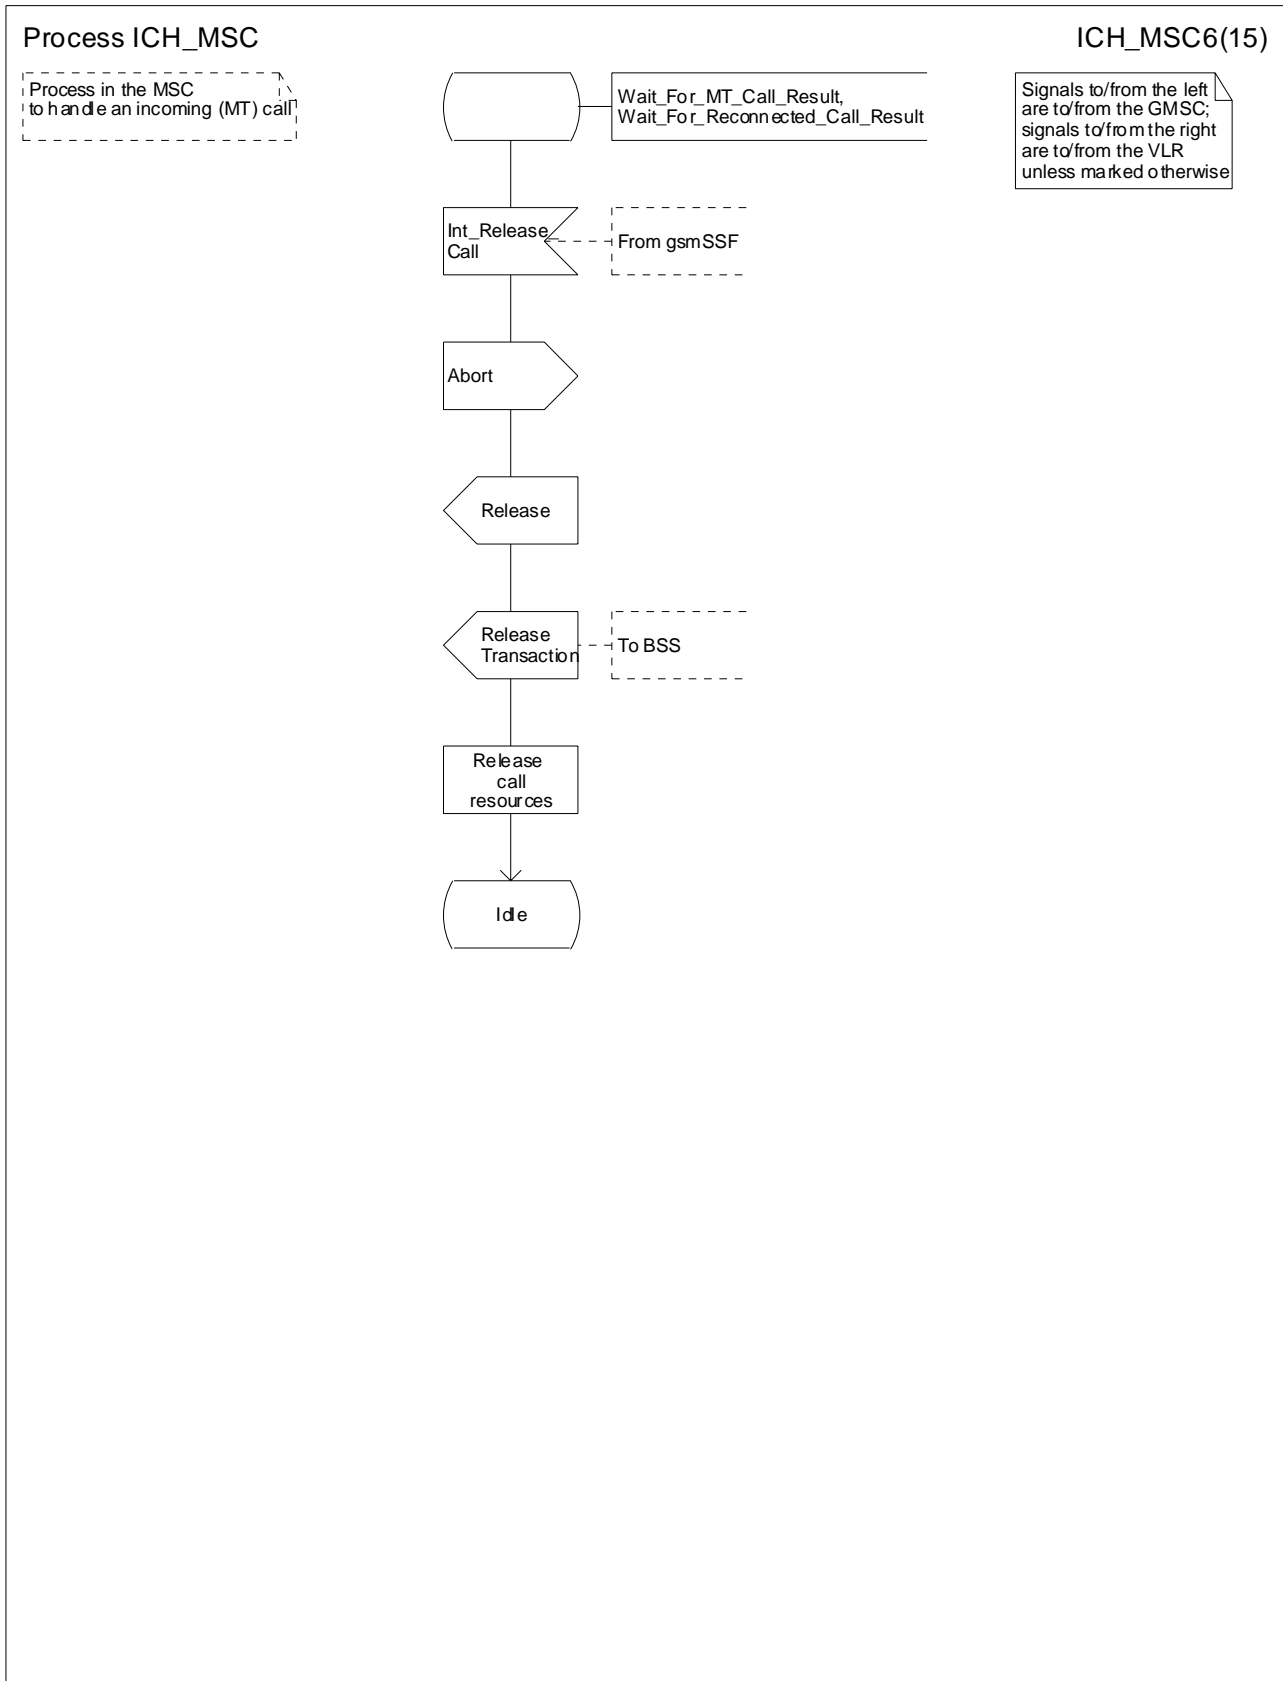 Process ICH_MSC
ICH_MSC6(15)
Process in the MSC
to handle an incoming (MT) call
Wait_For_MT_Call_Result,
Wait_For_Reconnected_Call_Result
Signals to/from the left
are to/from the GMSC;
signals to/from the right
are to/from the VLR
unless marked otherwise
Int_Release_
Call
From gsmSSF
Abort
Release
Release
Transaction
To BSS
Release
call
resources
Idle